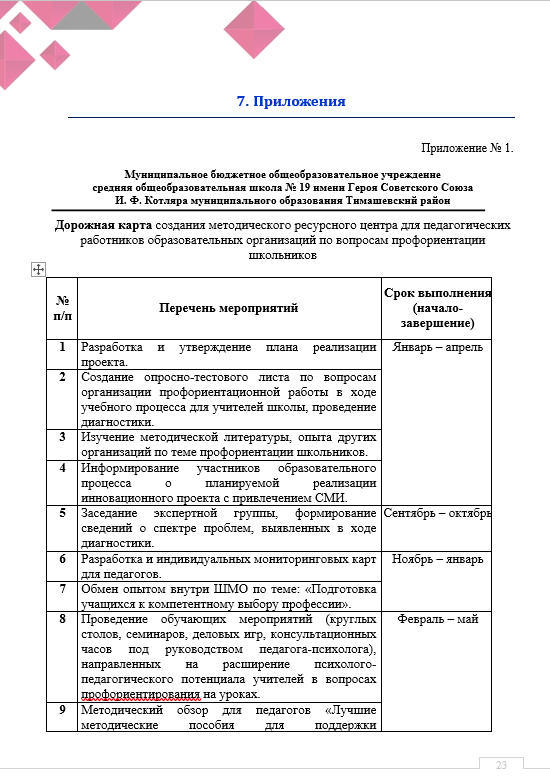 7. Приложения
Приложение № 1.
Муниципальное бюджетное общеобразовательное учреждение
средняя общеобразовательная школа № 19 имени Героя Советского Союза
И. Ф. Котляра муниципального образования Тимашевский район
Дорожная карта создания методического ресурсного центра для педагогических
работников образовательных организаций по вопросам профориентации
школьников
№ п/п
Перечень мероприятий
Срок выполнения
(начало-
завершение)
1 Разработка и утверждение плана реализации
проекта.
Январь – апрель
2 Создание опросно-тестового листа по вопросам
организации профориентационной работы в ходе
учебного процесса для учителей школы, проведение
диагностики.
3 Изучение методической литературы, опыта других
организаций по теме профориентации школьников.
4 Информирование участников образовательного
процесса о планируемой реализации
инновационного проекта с привлечением СМИ.
5 Заседание экспертной группы, формирование
сведений о спектре проблем, выявленных в ходе
диагностики.
Сентябрь – октябрь
6 Разработка и индивидуальных мониторинговых карт
для педагогов.
Ноябрь – январь
7 Обмен опытом внутри ШМО по теме: «Подготовка
учащихся к компетентному выбору профессии».
8 Проведение обучающих мероприятий (круглых
столов, семинаров, деловых игр, консультационных
часов под руководством педагога-психолога),
направленных на расширение психолого-
педагогического потенциала учителей в вопросах
профориентирования на уроках.
Февраль – май
9 Методический обзор для педагогов «Лучшие
методические пособия для поддержки
23